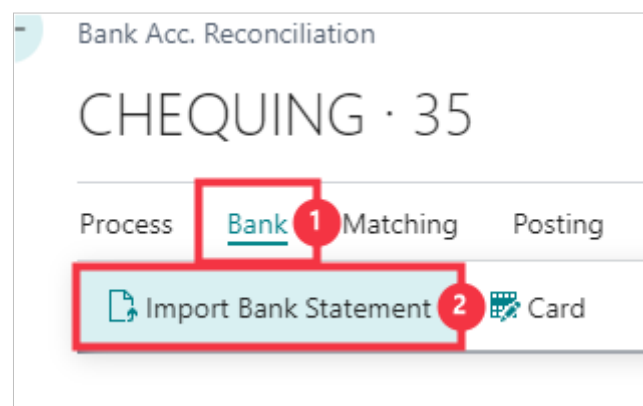 Bank Acc. Reconciliation
CHEQUING · 35
Process Bank 1 Matching Posting
Import Bank Statement 2 Card